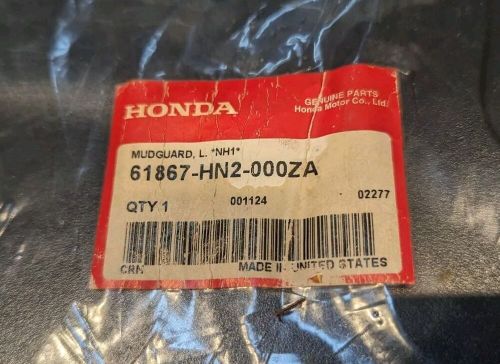 HONDA
GENUINE PARTS
Honda Motor Co., Ltd.
MUDGUARD, L. *NH1*
61867-HN2-000ZA
QTY 1 001124 02277
CRH MADE IN UNITED STATES